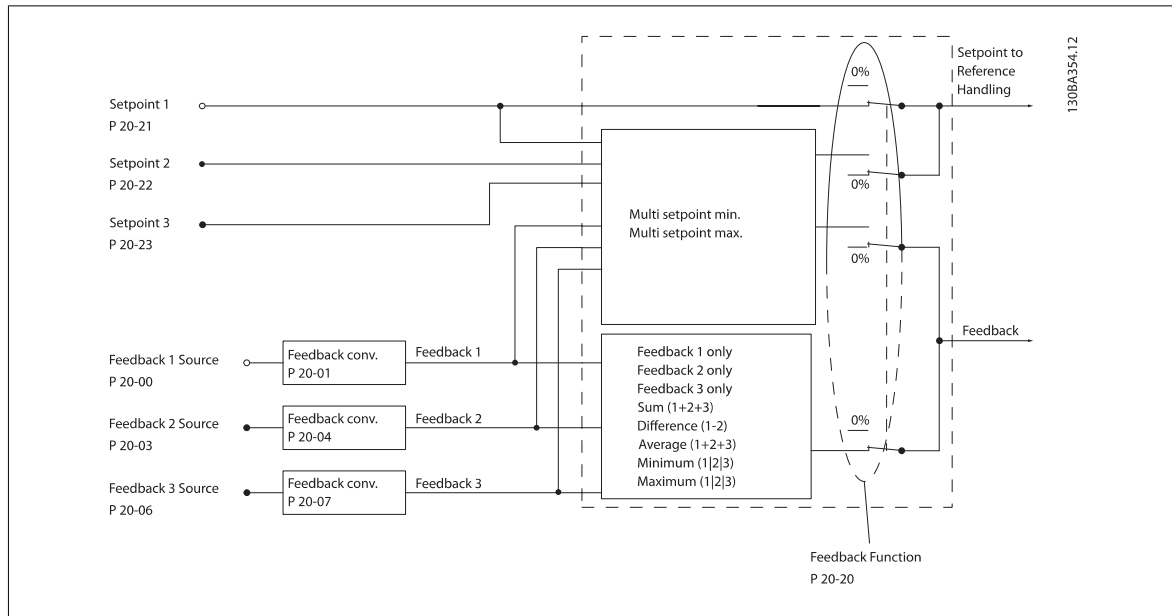 Setpoint to
Reference
Handling
130BA354.12
0%
Setpoint 1
P 20-21
Setpoint 2
P 20-22
0%
Setpoint 3
P 20-23
Multi setpoint min.
Multi setpoint max.
0%
Feedback
Feedback 1 Source
P 20-00
Feedback conv.
P 20-01
Feedback 1
Feedback 2 Source
P 20-03
Feedback conv.
P 20-04
Feedback 2
Feedback 3 Source
P 20-06
Feedback conv.
P 20-07
Feedback 3
Feedback 1 only
Feedback 2 only
Feedback 3 only
Sum (1+2+3)
Difference (1-2)
Average (1+2+3)
Minimum (1|2|3)
Maximum (1|2|3)
0%
Feedback Function
P 20-20